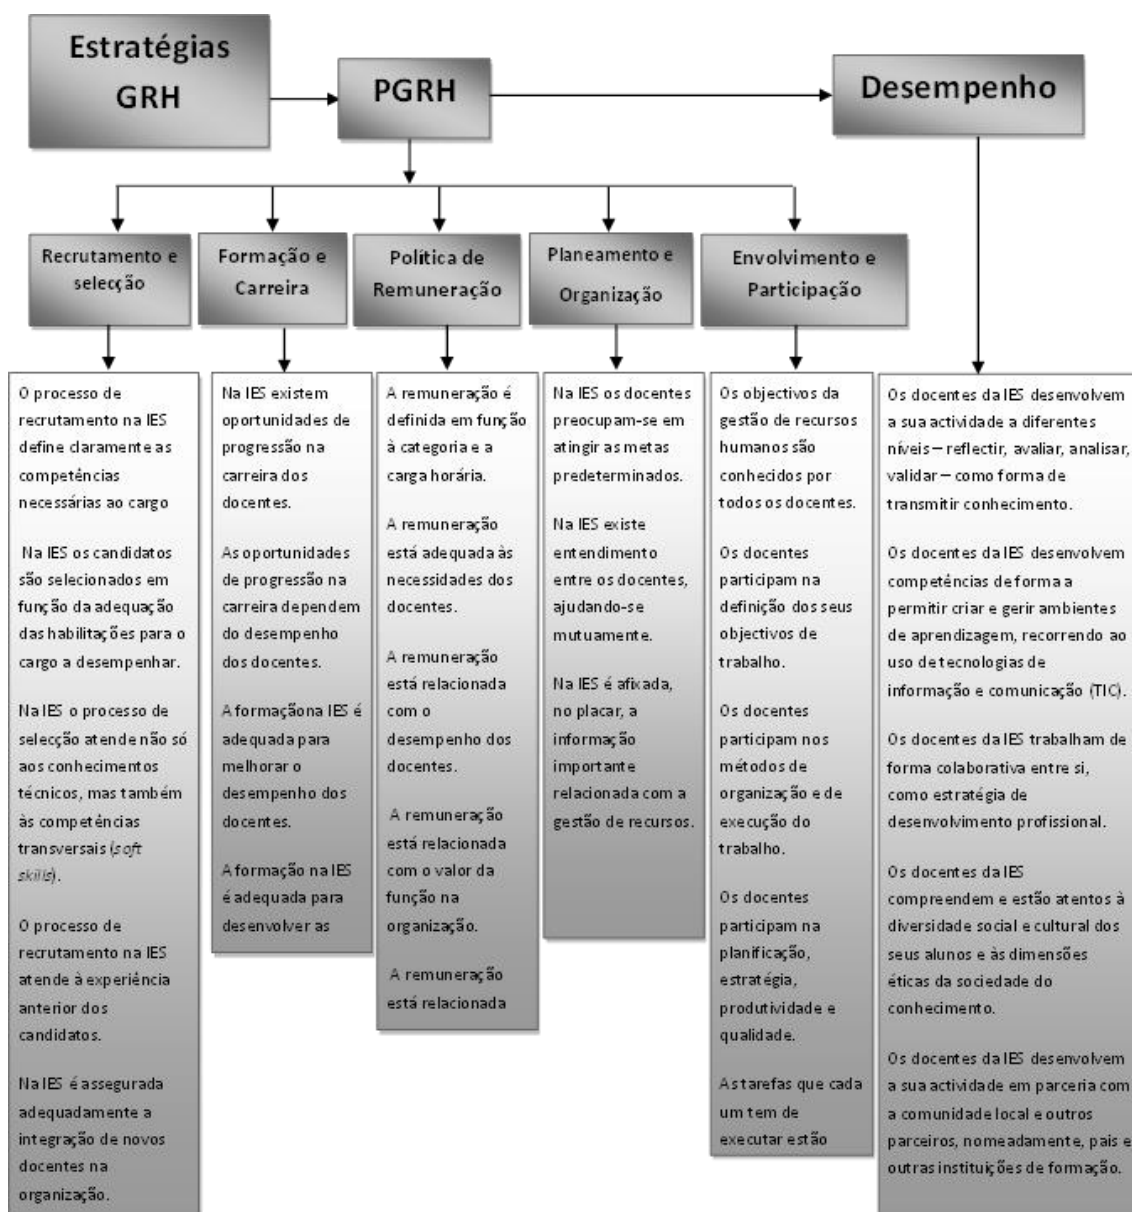 Estratégias
GRH
PGRH
Desempenho
Recrutamento e
selecção
Formação e
Carreira
Política de
Remuneração
Planeamento e
Organização
Envolvimento e
Participação
O processo de
recrutamento na IES
define claramente as
competências
necessárias ao cargo
Na IES os candidatos
são selecionados em
função da adequação
das habilitações para o
cargo a desempenhar.
Na IES o processo de
selecção atende não só
aos conhecimentos
técnicos, mas também
às competências
transversais (soft
skills).
O processo de
recrutamento na IES
atende à experiência
anterior dos
candidatos.
Na IES é assegurada
adequadamente a
integração de novos
docentes na
organização.
Na IES existem
oportunidades de
progressão na
carreira dos
docentes.
As oportunidades
de progressão na
carreira dependem
do desempenho
dos docentes.
A formaçãona IES é
adequada para
melhorar o
desempenho dos
docentes.
A formação na IES
é adequada para
desenvolver as
A remuneração é
definida em função
à categoria e a
carga horária.
A remuneração
está adequada às
necessidades dos
docentes.
A remuneração
está relacionada
com o
desempenho dos
docentes.
A remuneração
está relacionada
com o valor da
função na
organização.
A remuneração
está relacionada
Na IES os docentes
preocupam-se em
atingir as metas
predeterminados.
Na IES existe
entendimento
entre os docentes,
ajudando-se
mutuamente.
Na IES é afixada,
no placar, a
informação
importante
relacionada com a
gestão de recursos.
Os objectivos da
gestão de recursos
humanos são
conhecidos por
todos os docentes.
Os docentes
participam na
definição dos seus
objectivos de
trabalho.
Os docentes
participam nos
métodos de
organização e de
execução do
trabalho.
Os docentes
participam na
planificação,
estratégia,
produtividade e
qualidade.
As tarefas que cada
um tem de
executar estão
Os docentes da IES desenvolvem
a sua actividade a diferentes
níveis – reflectir, avaliar, analisar,
validar – como forma de
transmitir conhecimento.
Os docentes da IES desenvolvem
competências de forma a
permitir criar e gerir ambientes
de aprendizagem, recorrendo ao
uso de tecnologias de
informação e comunicação (TIC).
Os docentes da IES trabalham de
forma colaborativa entre si,
como estratégia de
desenvolvimento profissional.
Os docentes da IES
compreendem e estão atentos à
diversidade social e cultural dos
seus alunos e às dimensões
éticas da sociedade do
conhecimento.
Os docentes da IES desenvolvem
a sua actividade em parceria com
a comunidade local e outros
parceiros, nomeadamente, pais e
outras instituições de formação.